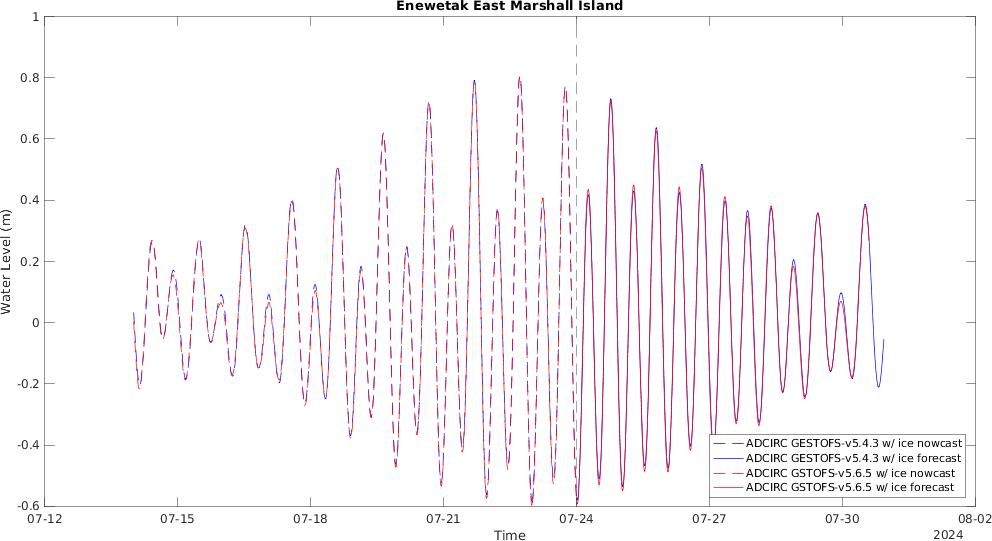 Enewetak East Marshall Island
1
0.8
0.6
0.4
0.2
0
-0.2
-0.4
-0.6
Water Level (m)
ADCIRC GESTOFS-v5.4.3 w/ ice nowcast
ADCIRC GESTOFS-v5.4.3 w/ ice forecast
ADCIRC GSTOFS-v5.6.5 w/ ice nowcast
ADCIRC GSTOFS-v5.6.5 w/ ice forecast
07-12 07-15 07-18 07-21 07-24 07-27 07-30 08-02
Time
2024